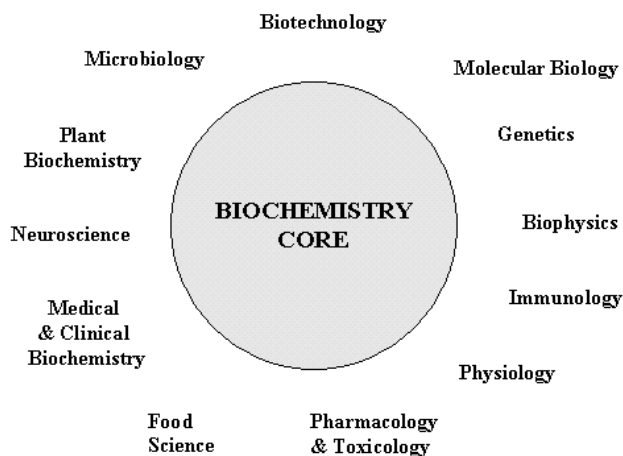 Biotechnology
Microbiology
Molecular Biology
Plant
Biochemistry
Genetics
BIOCHEMISTRY
CORE
Neuroscience
Biophysics
Medical
& Clinical
Biochemistry
Immunology
Physiology
Food
Science
Pharmacology
& Toxicology